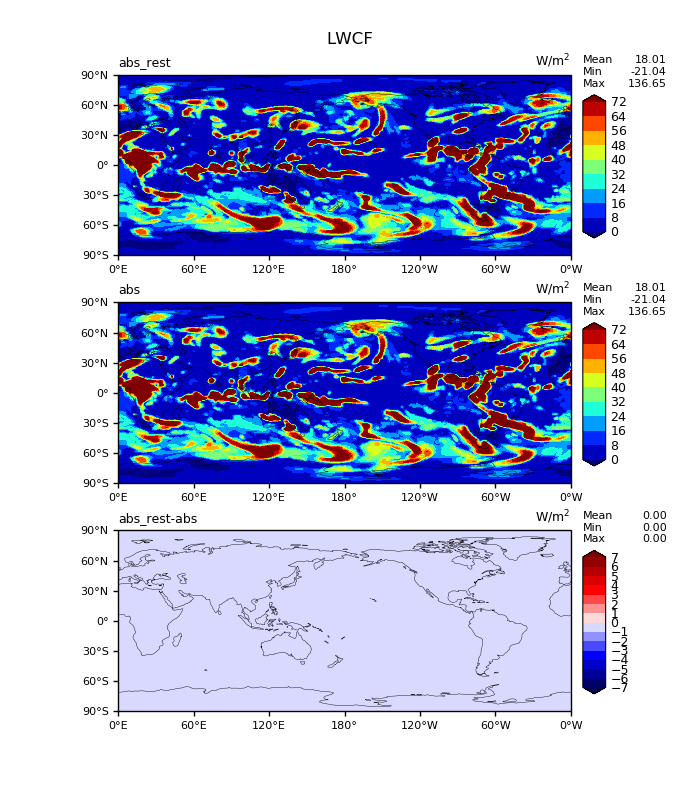 LWCF
abs_rest W/m² Mean 18.01
Min -21.04
Max 136.65
90°N
60°N
30°N
0°
30°S
60°S
90°S
0°E 60°E 120°E 180° 120°W 60°W 0°W
72
64
56
48
40
32
24
16
8
0
abs W/m² Mean 18.01
Min -21.04
Max 136.65
90°N
60°N
30°N
0°
30°S
60°S
90°S
0°E 60°E 120°E 180° 120°W 60°W 0°W
72
64
56
48
40
32
24
16
8
0
abs_rest-abs W/m² Mean 0.00
Min 0.00
Max 0.00
90°N
60°N
30°N
0°
30°S
60°S
90°S
0°E 60°E 120°E 180° 120°W 60°W 0°W
7
6
5
4
3
2
1
0
−1
−2
−3
−4
−5
−6
−7